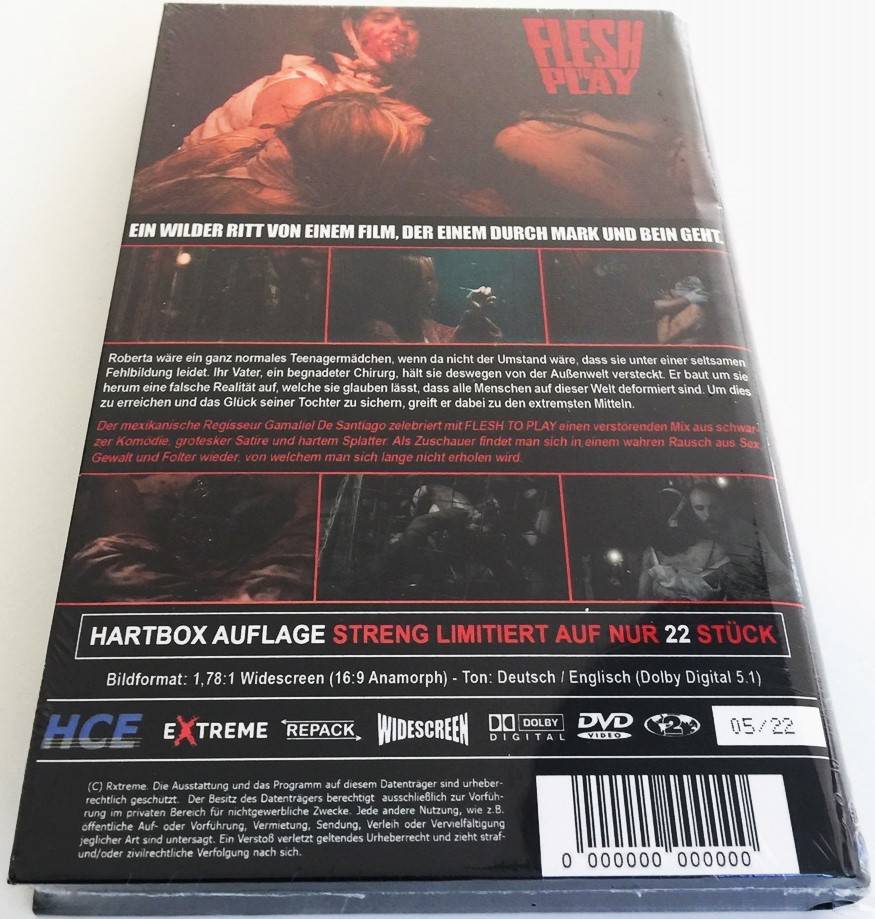 FLESH
TO
PLAY
EIN WILDER RITT VON EINEM FILM, DER EINEM DURCH MARK UND BEIN GEHT.
Roberta wäre ein ganz normales Teenagermädchen, wenn da nicht der Umstand wäre, dass sie unter einer seltsamen
Fehlbildung leidet. Ihr Vater, ein begnadeter Chirurg, hält sie deswegen von der Außenwelt versteckt. Er baut um sie
herum eine falsche Realität auf, welche sie glauben lässt, dass alle Menschen auf dieser Welt deformiert sind. Um dies
zu erreichen und das Glück seiner Tochter zu sichern, greift er dabei zu den extremsten Mitteln.
Der mexikanische Regisseur Gamaliel De Santiago zelebriert mit FLESH TO PLAY einen verstörenden Mix aus schwar-
zer Komödie, grotesker Satire und hartem Splatter. Als Zuschauer findet man sich in einem wahren Rausch aus Sex,
Gewalt und Folter wieder, von welchem man sich lange nicht erholen wird.
HARTBOX AUFLAGE STRENG LIMITIERT AUF NUR 22 STÜCK
Bildformat: 1,78:1 Widescreen (16:9 Anamorph) - Ton: Deutsch / Englisch (Dolby Digital 5.1)
HCE EXTREME REPACK WIDESCREEN DOLBY DIGITAL DVD VIDEO 2 05/22
(C) Rxtreme. Die Ausstattung und das Programm auf diesem Datenträger sind urheber-
rechtlich geschützt. Der Besitz des Datenträgers berechtigt ausschließlich zur Vorfüh-
rung im privaten Bereich für nichtgewerbliche Zwecke. Jede andere Nutzung, wie z.B.
öffentliche Auf- oder Vorführung, Vermietung, Sendung, Verleih oder Vervielfältigung
jeglicher Art sind untersagt. Ein Verstoß verletzt geltendes Urheberrecht und zieht straf-
und/oder zivilrechtliche Verfolgung nach sich.
0 000000 000000